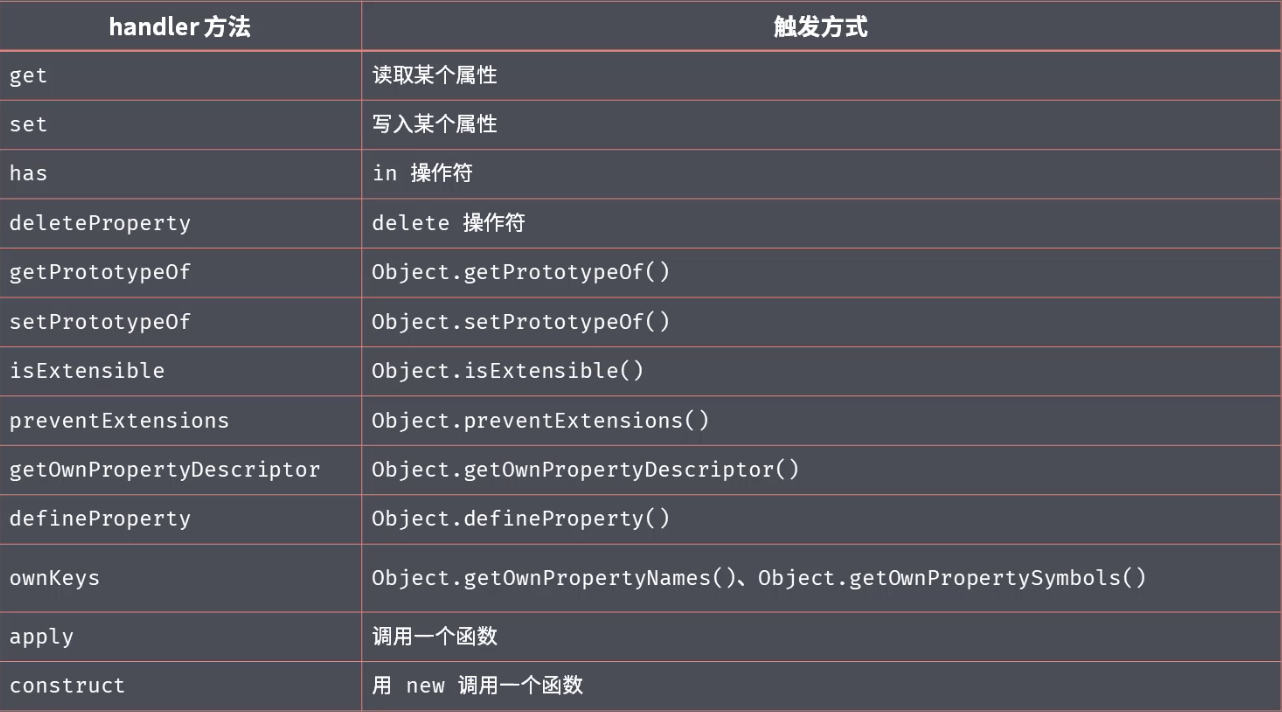 handler 方法 触发方式
get 读取某个属性
set 写入某个属性
has in 操作符
deleteProperty delete 操作符
getPrototypeOf Object.getPrototypeOf()
setPrototypeOf Object.setPrototypeOf()
isExtensible Object.isExtensible()
preventExtensions Object.preventExtensions()
getOwnPropertyDescriptor Object.getOwnPropertyDescriptor()
defineProperty Object.defineProperty()
ownKeys Object.getOwnPropertyNames()、Object.getOwnPropertySymbols()
apply 调用一个函数
construct 用 new 调用一个函数